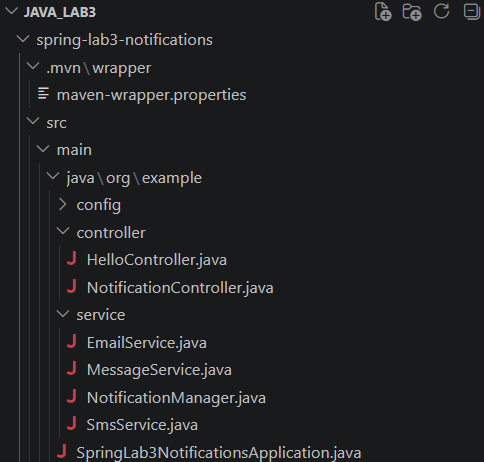 JAVA_LAB3
spring-lab3-notifications
.mvn\wrapper
maven-wrapper.properties
src
main
java\org\example
config
controller
J HelloController.java
J NotificationController.java
service
J EmailService.java
J MessageService.java
J NotificationManager.java
J SmsService.java
J SpringLab3NotificationsApplication.java